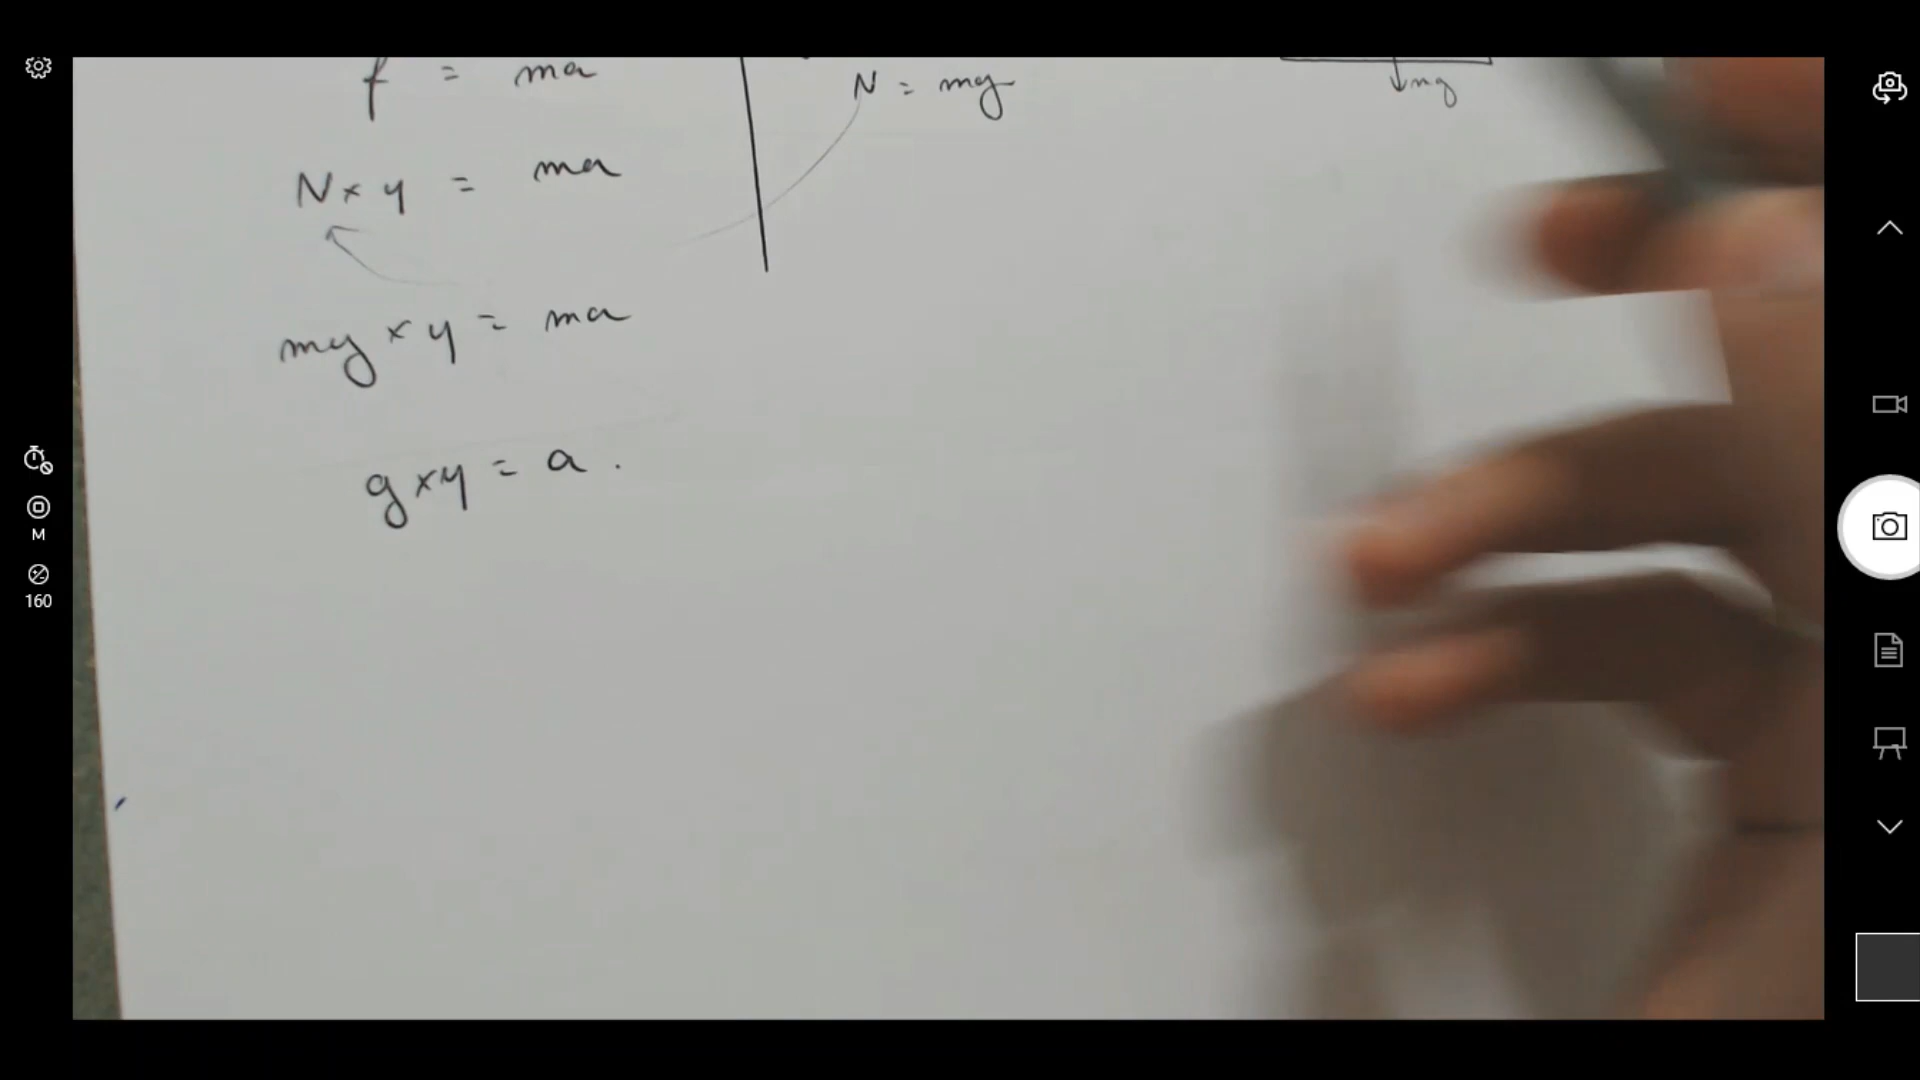 f = ma
N = mg
↓mg
N × y = ma
mg × y = ma
g × y = a .
M
160